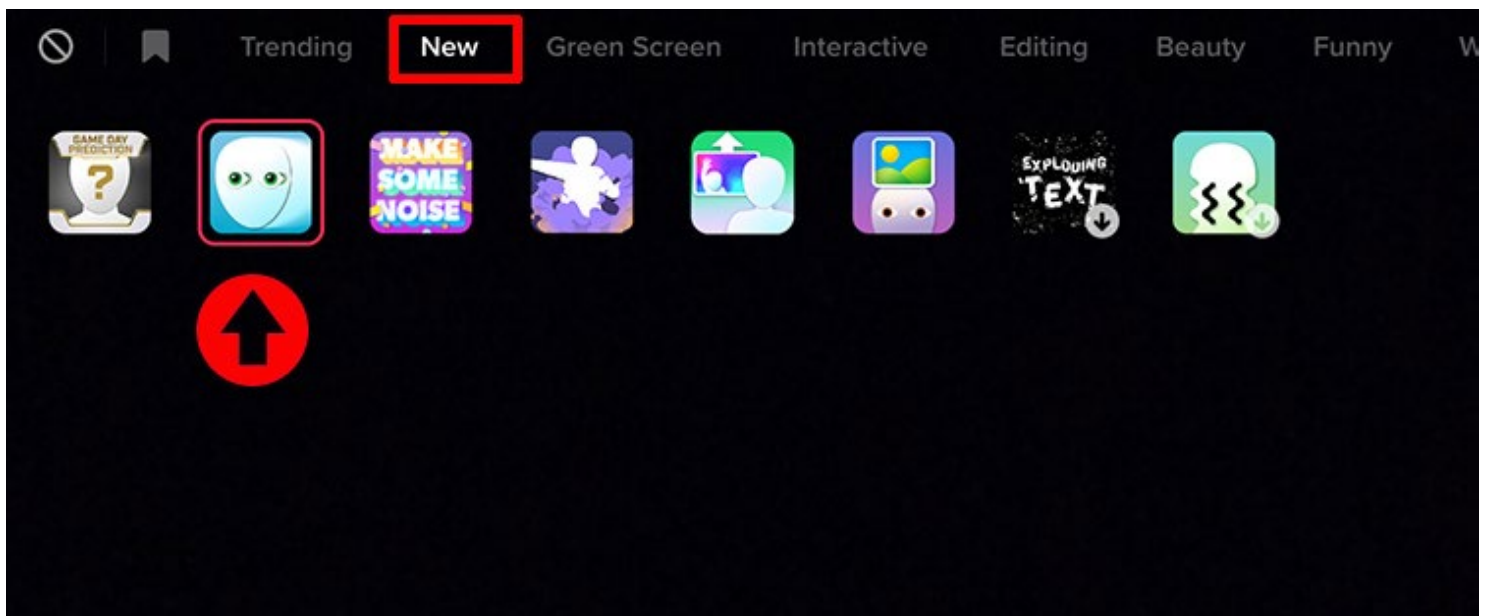 Trending New Green Screen Interactive Editing Beauty Funny W
GAME DAY
PREDICTION
?
MAKE
SOME
NOISE
EXPLODING
TEXT